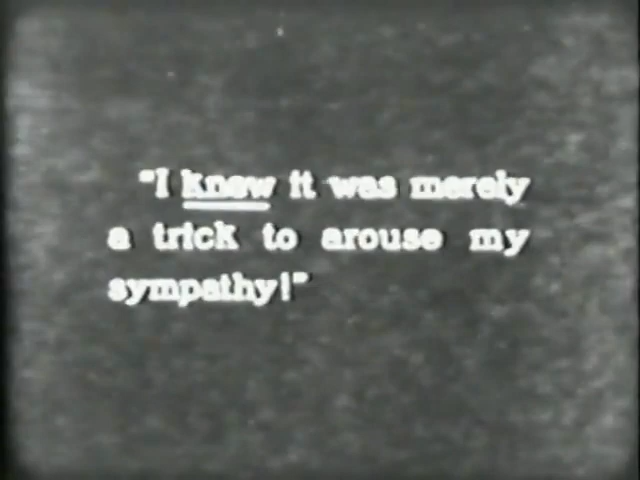 "I knew it was merely
a trick to arouse my
sympathy!"